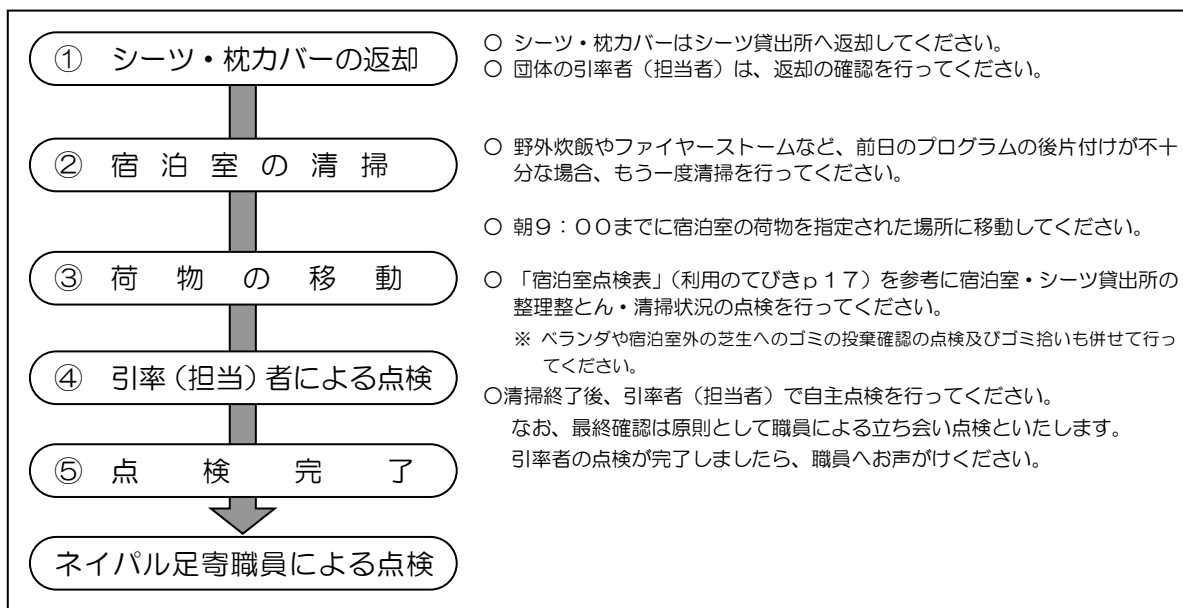 ① シーツ・枕カバーの返却
○ シーツ・枕カバーはシーツ貸出所へ返却してください。
○ 団体の引率者（担当者）は、返却の確認を行ってください。
② 宿泊室の清掃
○ 野外炊飯やファイヤーストームなど、前日のプログラムの後片付けが不十
分な場合、もう一度清掃を行ってください。
○ 朝９：００までに宿泊室の荷物を指定された場所に移動してください。
③ 荷物の移動
○ 「宿泊室点検表」（利用のてびきｐ１７）を参考に宿泊室・シーツ貸出所の
整理整とん・清掃状況の点検を行ってください。
※ ベランダや宿泊室外の芝生へのゴミの投棄確認の点検及びゴミ拾いも併せて行っ
てください。
④ 引率（担当）者による点検
○清掃終了後、引率者（担当者）で自主点検を行ってください。
なお、最終確認は原則として職員による立ち会い点検といたします。
引率者の点検が完了しましたら、職員へお声がけください。
⑤ 点検完了
ネイパル足寄職員による点検